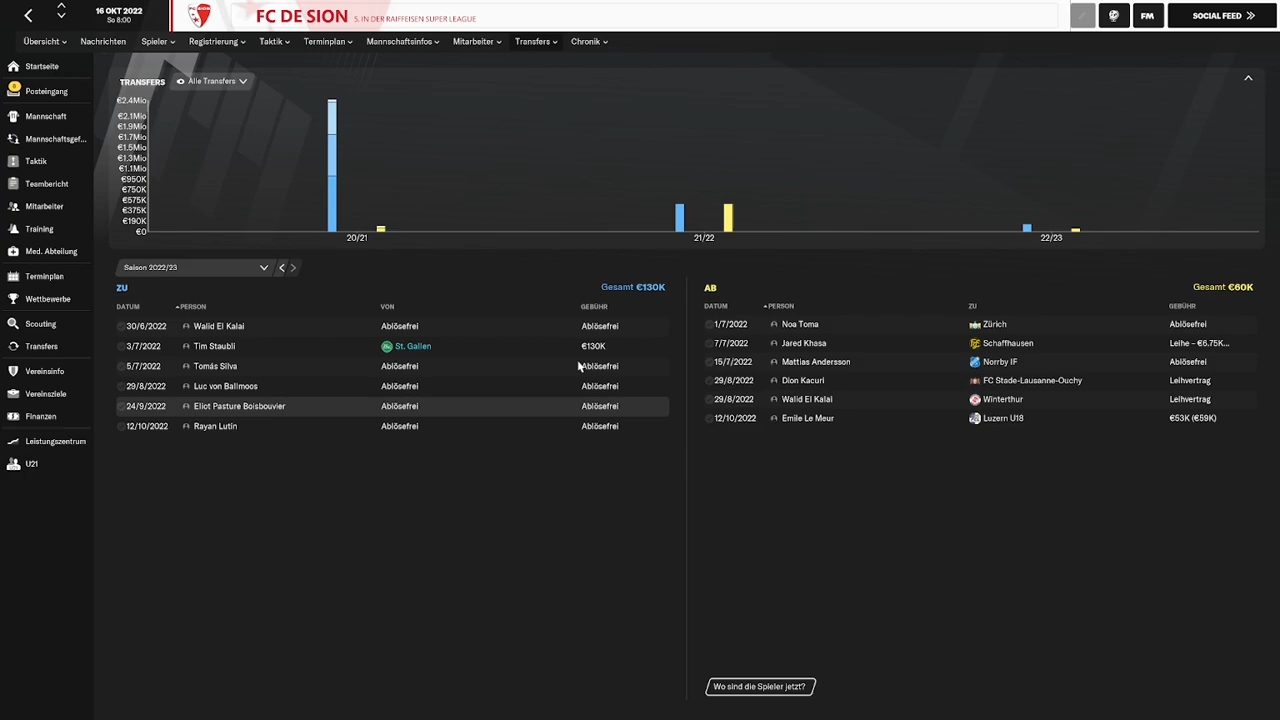 16 OKT 2022
So 8:00
FC DE SION 5. IN DER RAIFFEISEN SUPER LEAGUE
FM
SOCIAL FEED
Übersicht Nachrichten Spieler Registrierung Taktik Terminplan Mannschaftsinfos Mitarbeiter Transfers Chronik
Startseite
5
Posteingang
Mannschaft
Mannschaftsgef...
Taktik
Teambericht
Mitarbeiter
Training
Med. Abteilung
Terminplan
Wettbewerbe
Scouting
Transfers
Vereinsinfo
Vereinsziele
Finanzen
Leistungszentrum
U21
TRANSFERS Alle Transfers
€2.4Mio
€2.1Mio
€1.9Mio
€1.7Mio
€1.5Mio
€1.3Mio
€1.1Mio
€950K
€750K
€575K
€375K
€190K
€0
20/21 21/22 22/23
Saison 2022/23
ZU Gesamt €130K
DATUM PERSON VON GEBÜHR
30/6/2022 Walid El Kalai Ablösefrei Ablösefrei
3/7/2022 Tim Staubli St. Gallen €130K
5/7/2022 Tomás Silva Ablösefrei Ablösefrei
29/8/2022 Luc von Ballmoos Ablösefrei Ablösefrei
24/9/2022 Eliot Pasture Boisbouvier Ablösefrei Ablösefrei
12/10/2022 Rayan Lutin Ablösefrei Ablösefrei
AB Gesamt €60K
DATUM PERSON ZU GEBÜHR
1/7/2022 Noa Toma Zürich Ablösefrei
7/7/2022 Jared Khasa Schaffhausen Leihe - €6.75K...
15/7/2022 Mattias Andersson Norrby IF Ablösefrei
29/8/2022 Dion Kacuri FC Stade-Lausanne-Ouchy Leihvertrag
29/8/2022 Walid El Kalai Winterthur Leihvertrag
12/10/2022 Emile Le Meur Luzern U18 €53K (€59K)
Wo sind die Spieler jetzt?